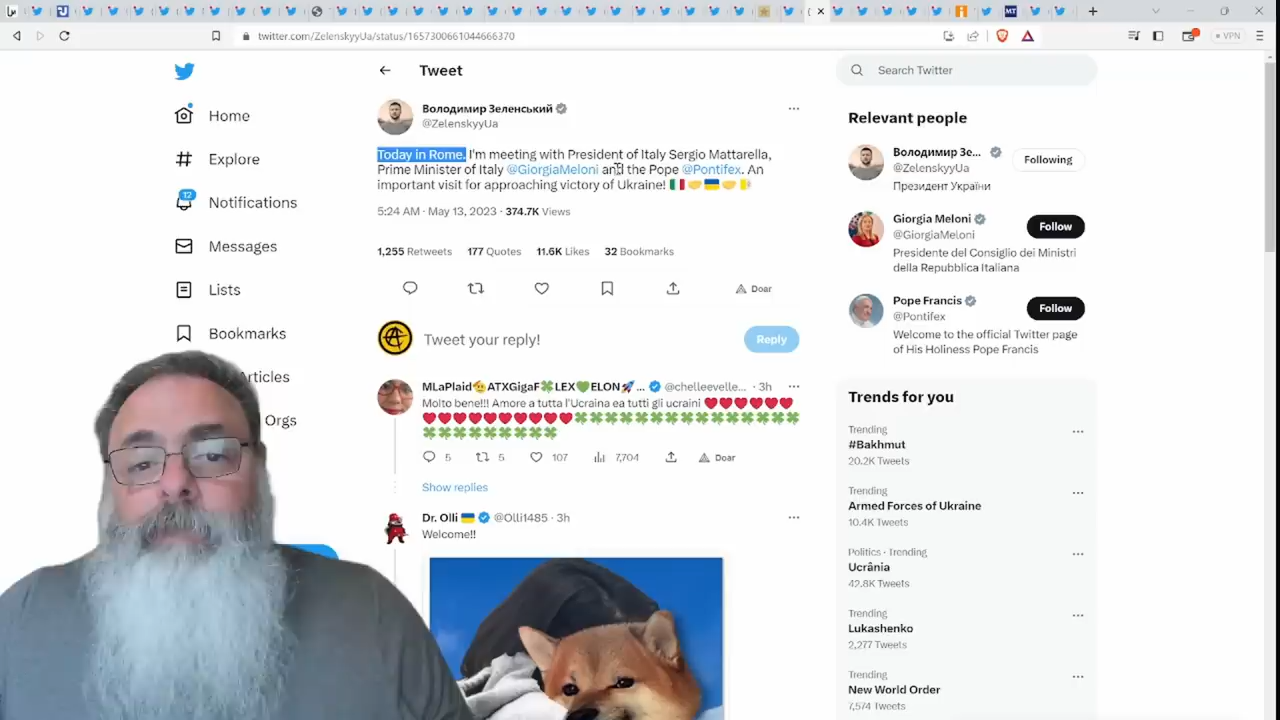 twitter.com/ZelenskyyUa/status/1657300661044666370
VPN
Home
Explore
12
Notifications
Messages
Lists
Bookmarks
Articles
Orgs
Tweet
Володимир Зеленський
@ZelenskyyUa
Today in Rome. I'm meeting with President of Italy Sergio Mattarella,
Prime Minister of Italy @GiorgiaMeloni and the Pope @Pontifex. An
important visit for approaching victory of Ukraine! 🇮🇹🤝🇺🇦🤝🇻🇦
5:24 AM · May 13, 2023 · 374.7K Views
1,255 Retweets 177 Quotes 11.6K Likes 32 Bookmarks
Doar
Tweet your reply!
Reply
MLaPlaid ATXGigaF🍀LEX💚ELON🚀... @chelleevelle... · 3h
Molto bene!!! Amore a tutta l'Ucraina ea tutti gli ucraini
5 5 107 7,704 Doar
Show replies
Dr. Olli 🇺🇦 @Olli1485 · 3h
Welcome!!
Search Twitter
Relevant people
Володимир Зе...
@ZelenskyyUa
Following
Президент України
Giorgia Meloni
@GiorgiaMeloni
Follow
Presidente del Consiglio dei Ministri
della Repubblica Italiana
Pope Francis
@Pontifex
Follow
Welcome to the official Twitter page
of His Holiness Pope Francis
Trends for you
Trending
#Bakhmut
20.2K Tweets
Trending
Armed Forces of Ukraine
10.4K Tweets
Politics · Trending
Ucrânia
42.8K Tweets
Trending
Lukashenko
2,277 Tweets
Trending
New World Order
7,574 Tweets